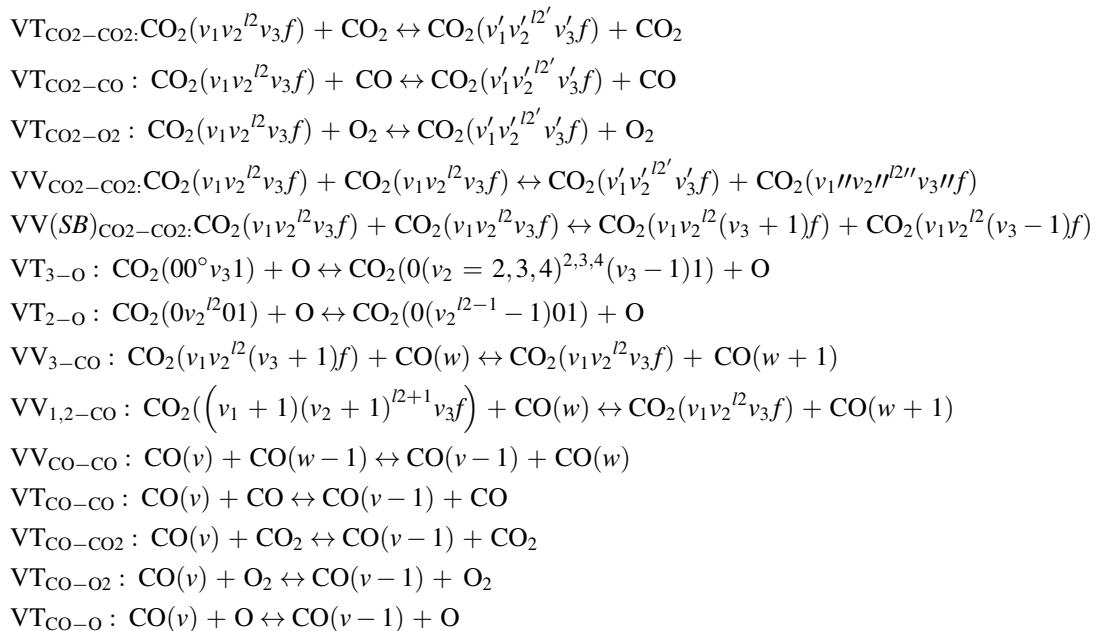 VT_{CO2−CO2:}CO₂(v₁v₂^{l2}v₃f) + CO₂ ↔ CO₂(v′₁v′₂^{l2′}v′₃f) + CO₂
VT_{CO2−CO} : CO₂(v₁v₂^{l2}v₃f) + CO ↔ CO₂(v′₁v′₂^{l2′}v′₃f) + CO
VT_{CO2−O2} : CO₂(v₁v₂^{l2}v₃f) + O₂ ↔ CO₂(v′₁v′₂^{l2′}v′₃f) + O₂
VV_{CO2−CO2:}CO₂(v₁v₂^{l2}v₃f) + CO₂(v₁v₂^{l2}v₃f) ↔ CO₂(v′₁v′₂^{l2′}v′₃f) + CO₂(v₁′′v₂′′^{l2′′}v₃′′f)
VV(SB)_{CO2−CO2:}CO₂(v₁v₂^{l2}v₃f) + CO₂(v₁v₂^{l2}v₃f) ↔ CO₂(v₁v₂^{l2}(v₃ + 1)f) + CO₂(v₁v₂^{l2}(v₃ − 1)f)
VT_{3−O} : CO₂(00°v₃1) + O ↔ CO₂(0(v₂ = 2,3,4)^{2,3,4}(v₃ − 1)1) + O
VT_{2−O} : CO₂(0v₂^{l2}01) + O ↔ CO₂(0(v₂^{l2−1} − 1)01) + O
VV_{3−CO} : CO₂(v₁v₂^{l2}(v₃ + 1)f) + CO(w) ↔ CO₂(v₁v₂^{l2}v₃f) + CO(w + 1)
VV_{1,2−CO} : CO₂((v₁ + 1)(v₂ + 1)^{l2+1}v₃f) + CO(w) ↔ CO₂(v₁v₂^{l2}v₃f) + CO(w + 1)
VV_{CO−CO} : CO(v) + CO(w − 1) ↔ CO(v − 1) + CO(w)
VT_{CO−CO} : CO(v) + CO ↔ CO(v − 1) + CO
VT_{CO−CO2} : CO(v) + CO₂ ↔ CO(v − 1) + CO₂
VT_{CO−O2} : CO(v) + O₂ ↔ CO(v − 1) + O₂
VT_{CO−O} : CO(v) + O ↔ CO(v − 1) + O